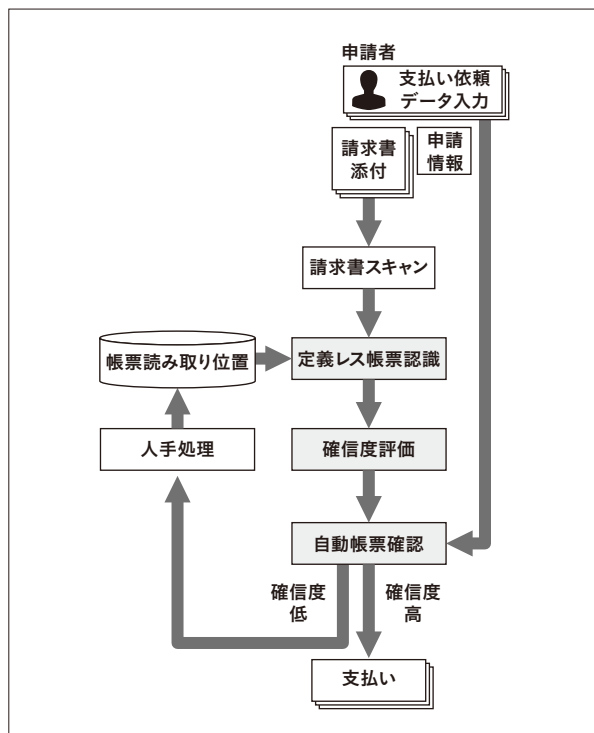 申請者
支払い依頼
データ入力
請求書
添付
申請
情報
請求書スキャン
帳票読み取り位置
定義レス帳票認識
人手処理
確信度評価
自動帳票確認
確信度
低
確信度
高
支払い